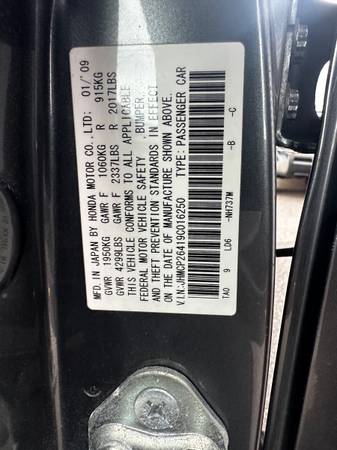 MFD. IN JAPAN BY HONDA MOTOR CO., LTD: 01/'09
GVWR 1950KG GAWR F 1060KG R 915KG
GVWR 4299LBS GAWR F 2337LBS R 2017LBS
THIS VEHICLE CONFORMS TO ALL APPLICABLE
FEDERAL MOTOR VEHICLE SAFETY BUMPER,
AND THEFT PREVENTION STANDARDS IN EFFECT
ON THE DATE OF MANUFACTURE SHOWN ABOVE.
V.I.N:JHMCP26419C016250 TYPE:PASSENGER CAR
TA0 9 LD6 -NH737M -B -C